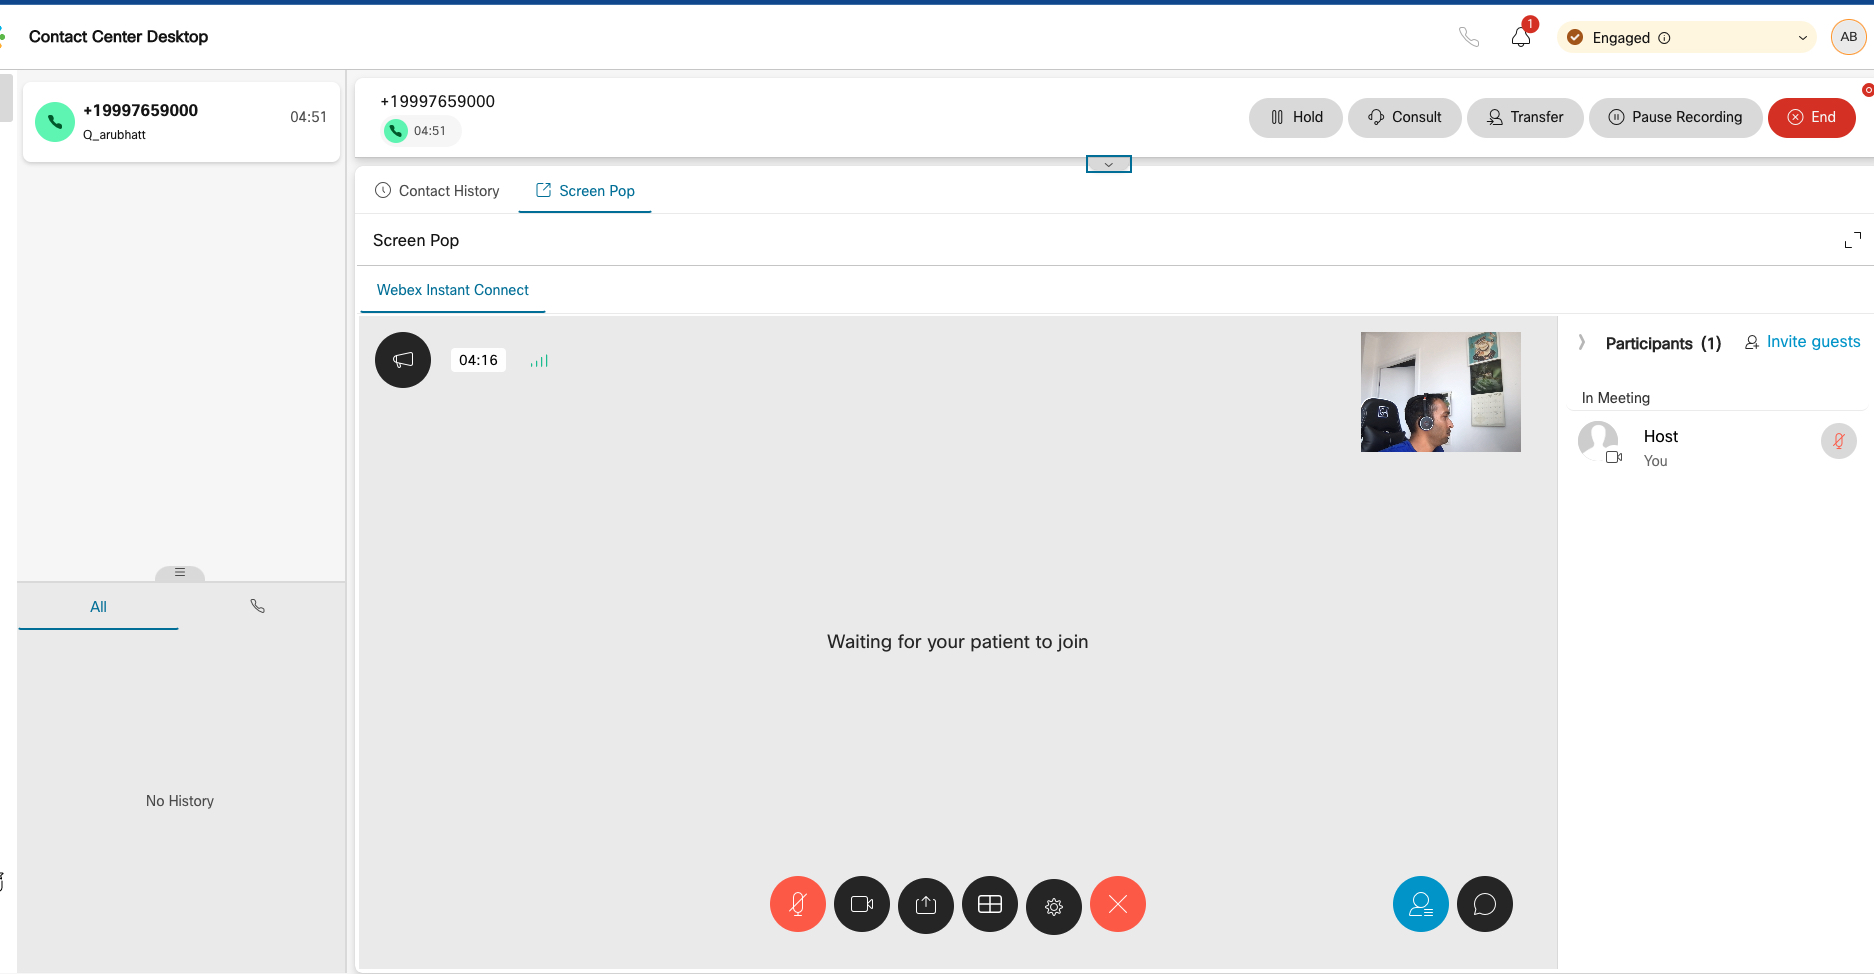 Contact Center Desktop
1
Engaged
AB
+19997659000
Q_arubhatt
04:51
+19997659000
04:51
Hold
Consult
Transfer
Pause Recording
End
Contact History
Screen Pop
Screen Pop
Webex Instant Connect
04:16
Participants (1)
Invite guests
In Meeting
Host
You
Waiting for your patient to join
All
No History